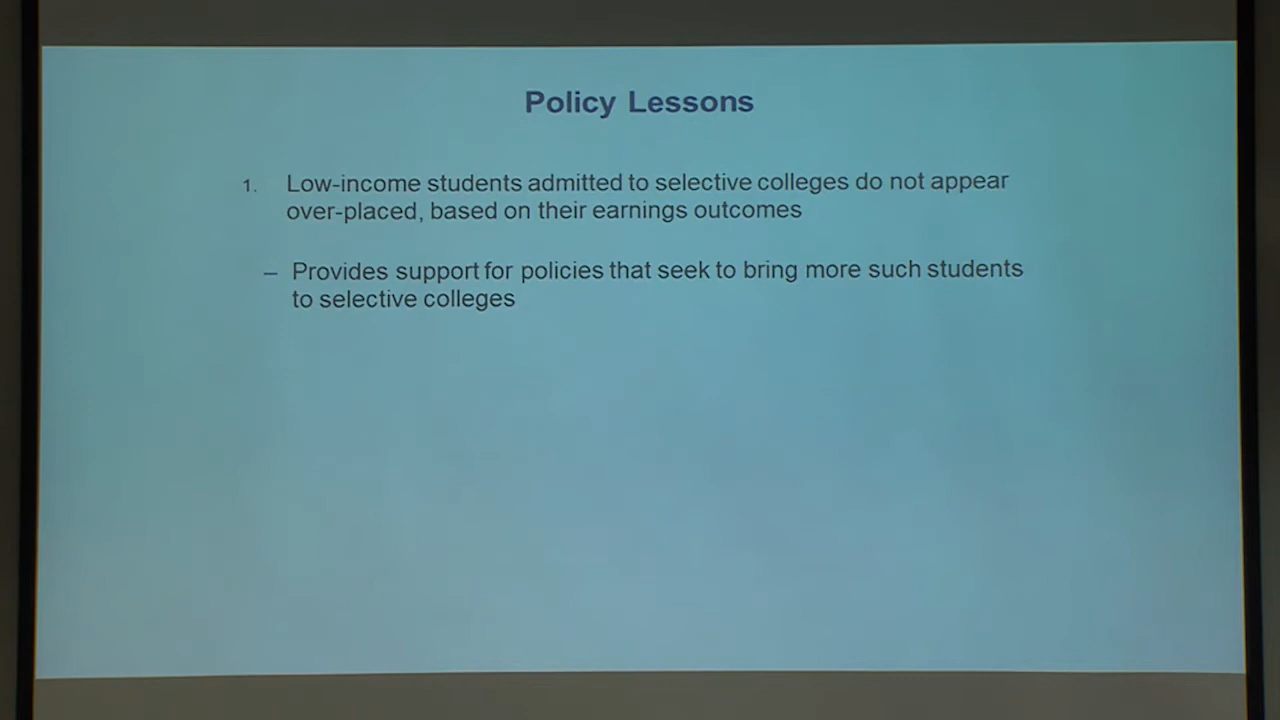 Policy Lessons
1. Low-income students admitted to selective colleges do not appear
over-placed, based on their earnings outcomes
– Provides support for policies that seek to bring more such students
to selective colleges